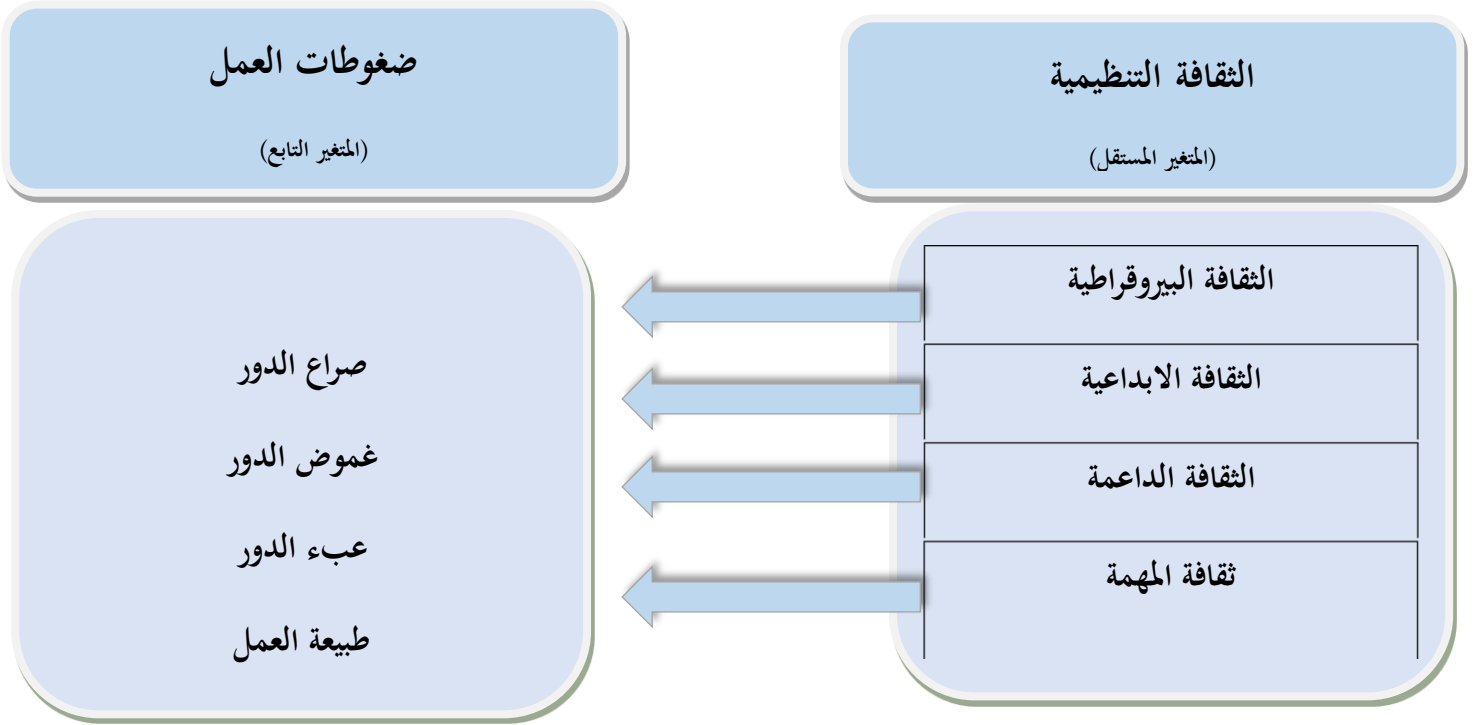 الثقافة التنظيمية
(المتغير المستقل)
الثقافة البيروقراطية
الثقافة الابداعية
الثقافة الداعمة
ثقافة المهمة
ضغوطات العمل
(المتغير التابع)
صراع الدور
غموض الدور
عبء الدور
طبيعة العمل